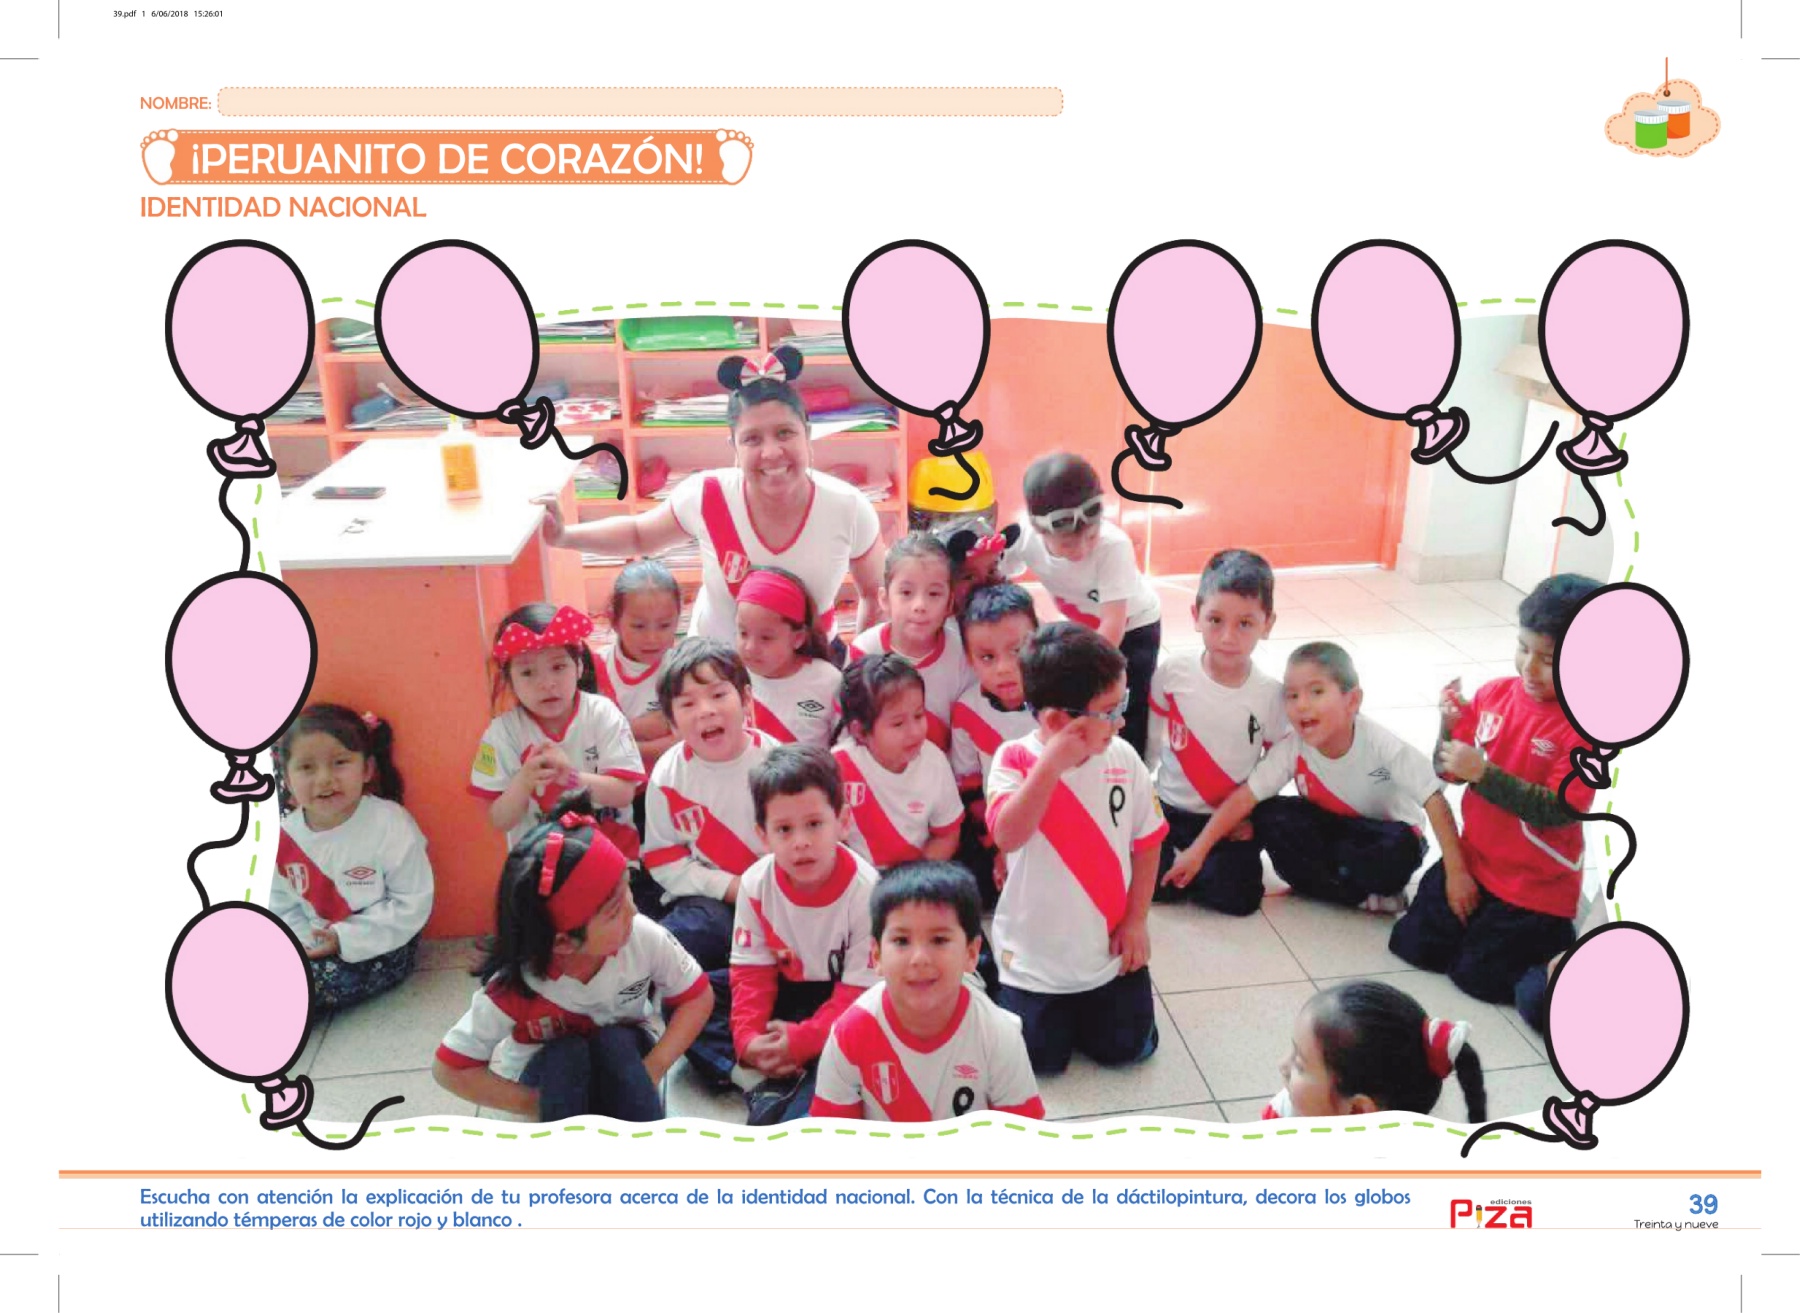 39.pdf 1 6/06/2018 15:26:01
NOMBRE:
¡PERUANITO DE CORAZÓN!
IDENTIDAD NACIONAL
Escucha con atención la explicación de tu profesora acerca de la identidad nacional. Con la técnica de la dáctilopintura, decora los globos
utilizando témperas de color rojo y blanco .
ediciones
Piza
39
Treinta y nueve